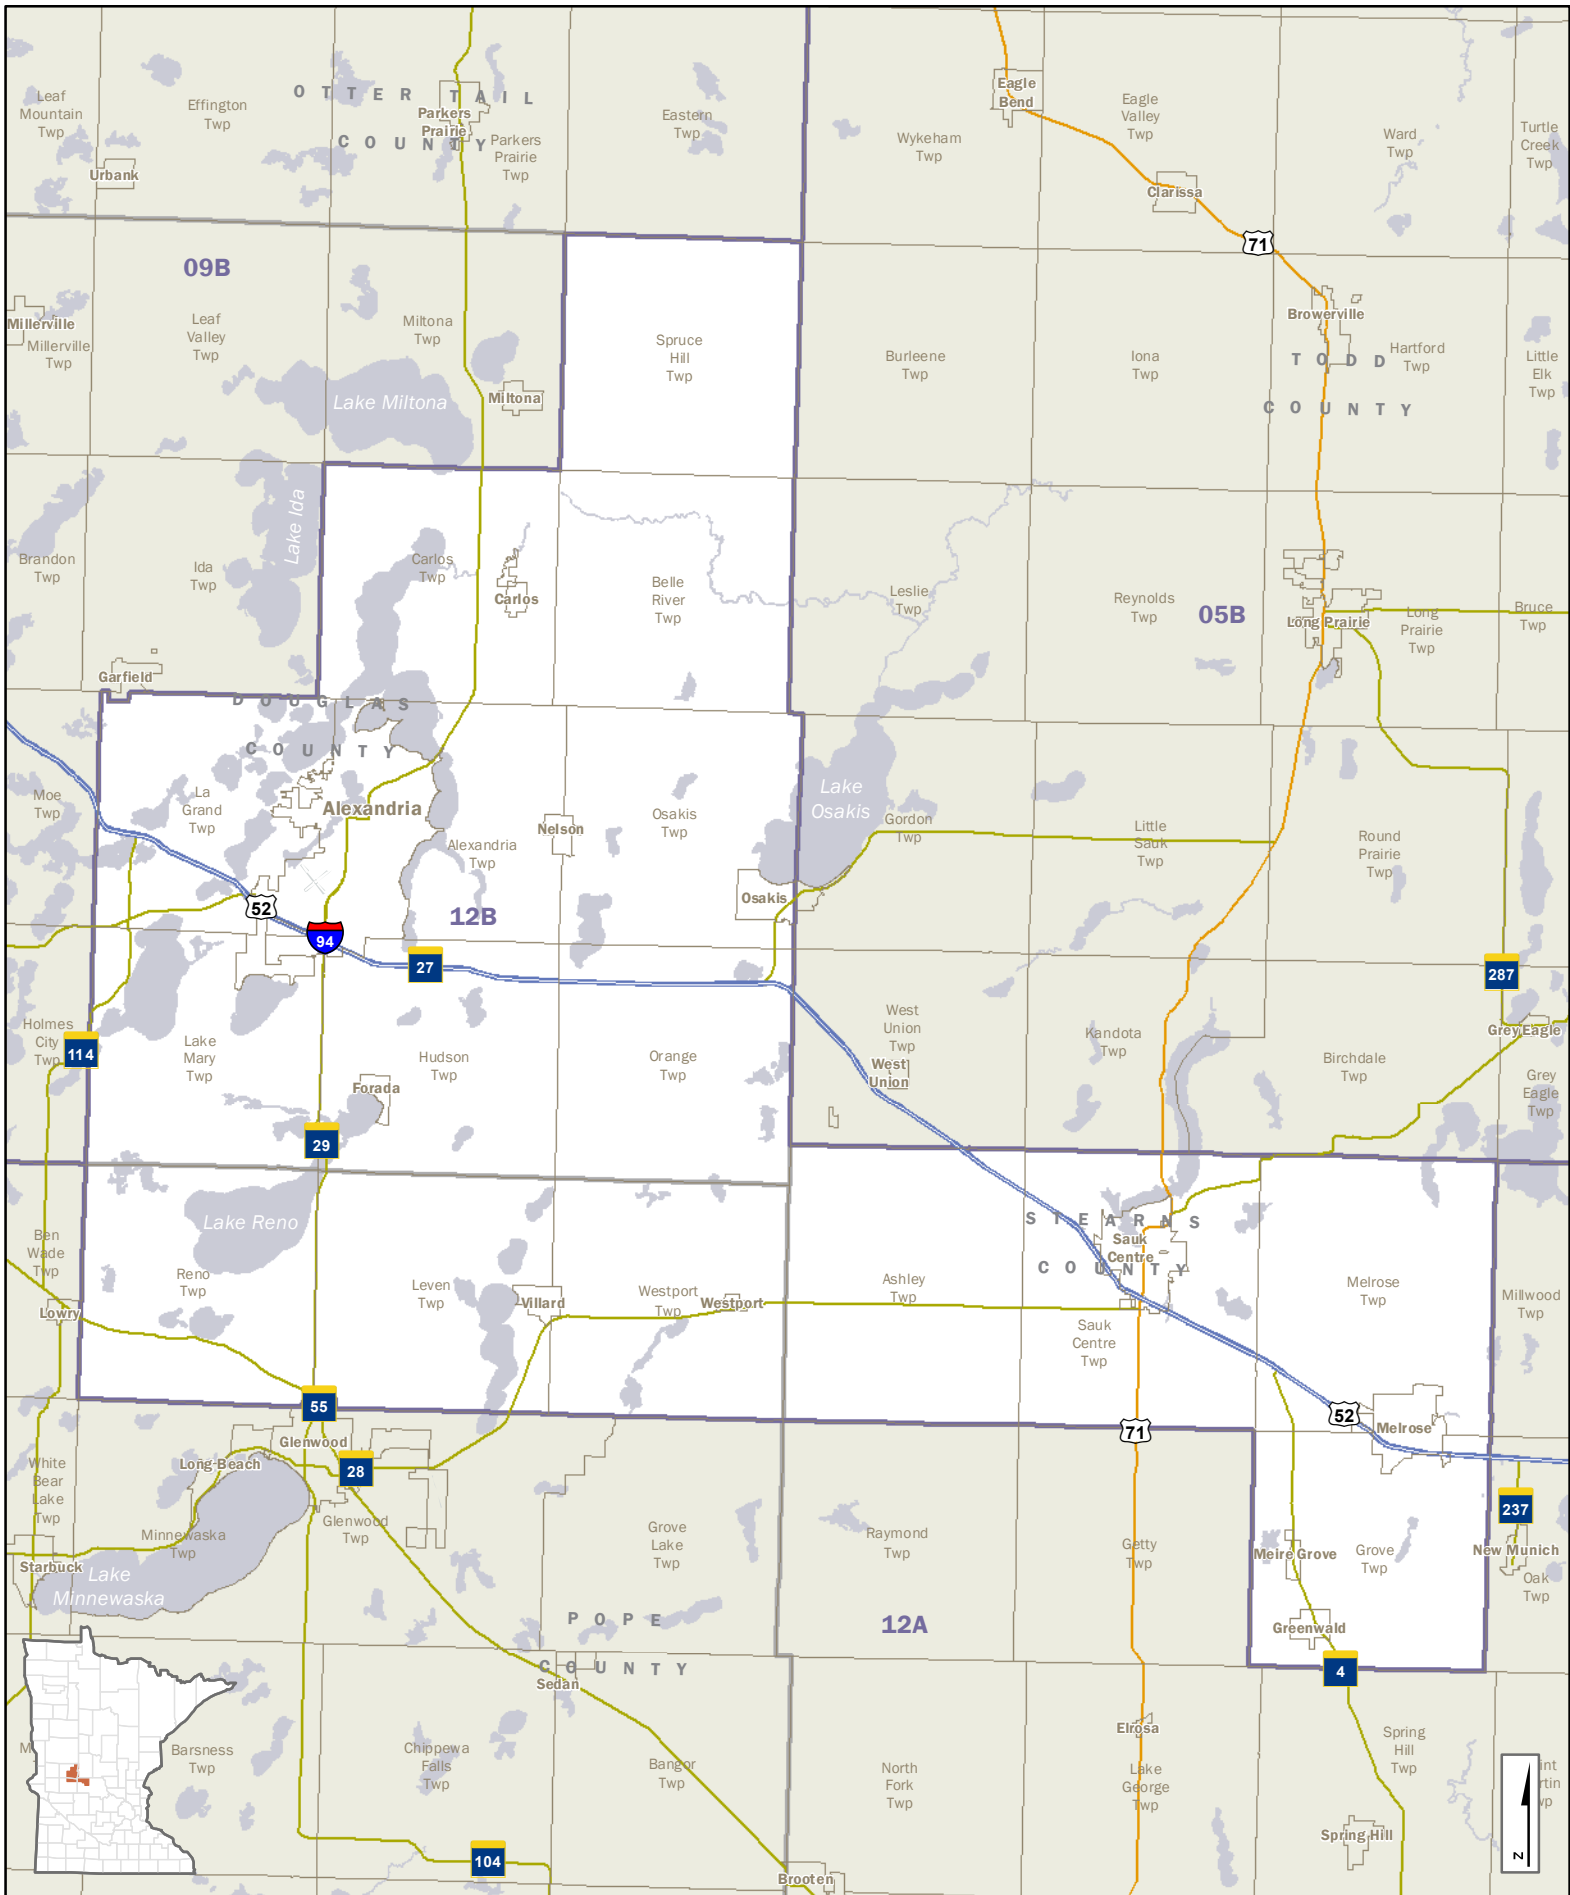 Leaf
Mountain
Twp
Effington
Twp
OTTER TAIL
COUNTY
Parkers
Prairie
Parkers
Prairie
Twp
Eastern
Twp
Urbank
Eagle
Bend
Eagle
Valley
Twp
Wykeham
Twp
Ward
Twp
Turtle
Creek
Twp
Clarissa
71
09B
Millerville
Millerville
Twp
Leaf
Valley
Twp
Miltona
Twp
Lake Miltona
Miltona
Spruce
Hill
Twp
Burleene
Twp
Iona
Twp
Browerville
TODD
COUNTY
Hartford
Twp
Little
Elk
Twp
Brandon
Twp
Ida
Twp
Lake Ida
Carlos
Twp
Carlos
Belle
River
Twp
Leslie
Twp
Reynolds
Twp
05B
Long Prairie
Long
Prairie
Twp
Bruce
Twp
Garfield
DOUGLAS
COUNTY
Moe
Twp
La
Grand
Twp
Alexandria
Alexandria
Twp
Nelson
Osakis
Twp
Lake
Osakis
Gordon
Twp
Little
Sauk
Twp
Round
Prairie
Twp
Osakis
52
94
12B
27
287
Holmes
City
Twp
114
Lake
Mary
Twp
Hudson
Twp
Forada
Orange
Twp
West
Union
Twp
West
Union
Kandota
Twp
Birchdale
Twp
Grey Eagle
Grey
Eagle
Twp
29
Ben
Wade
Twp
Lake Reno
Reno
Twp
Lowry
Leven
Twp
Villard
Westport
Twp
Westport
Ashley
Twp
STEARNS
COUNTY
Sauk
Centre
Sauk
Centre
Twp
Melrose
Twp
Millwood
Twp
55
71
52
Melrose
Glenwood
28
Long Beach
White
Bear
Lake
Twp
Minnewaska
Twp
Glenwood
Twp
Grove
Lake
Twp
Raymond
Twp
Getty
Twp
Meire Grove
Grove
Twp
237
New Munich
Oak
Twp
Starbuck
Lake
Minnewaska
POPE
COUNTY
12A
Greenwald
4
Sedan
Barsness
Twp
Chippewa
Falls
Twp
Bangor
Twp
North
Fork
Twp
Elrosa
Lake
George
Twp
Spring
Hill
Twp
Spring Hill
104
Brooten
N